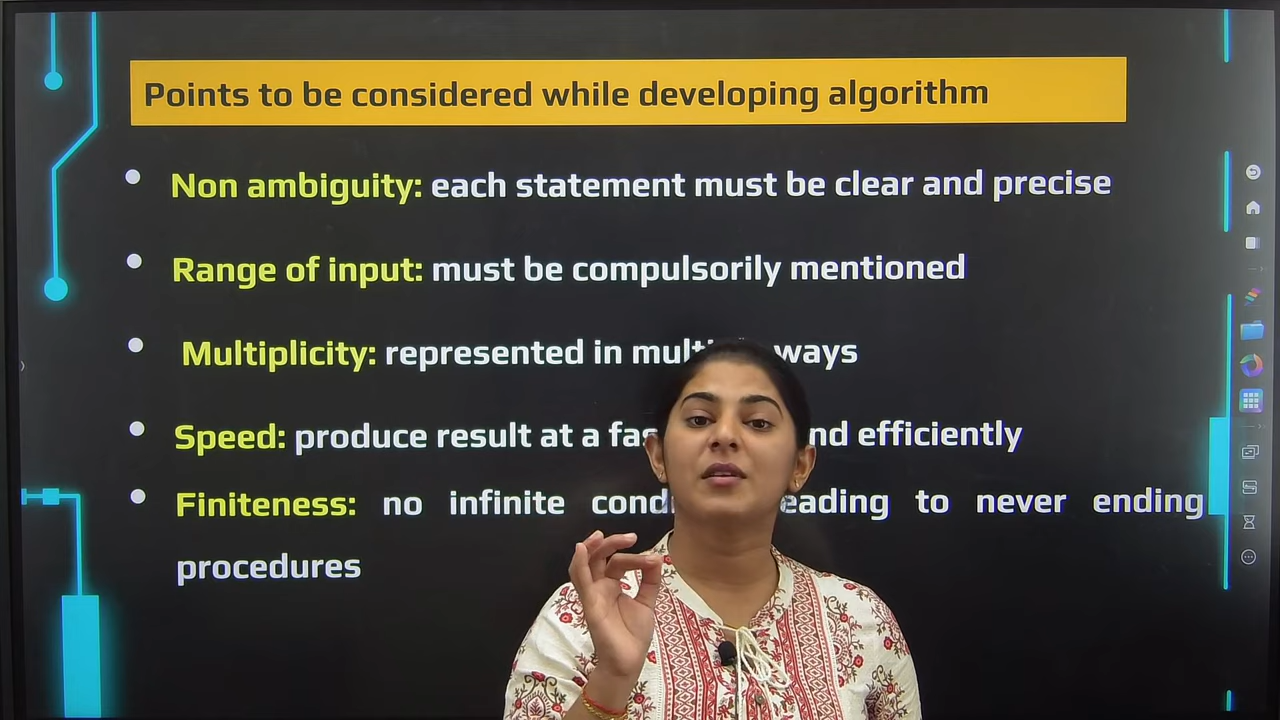 Points to be considered while developing algorithm
Non ambiguity: each statement must be clear and precise
Range of input: must be compulsorily mentioned
Multiplicity: represented in ways
Speed: produce result at a efficiently
Finiteness: no infinite to never ending
procedures